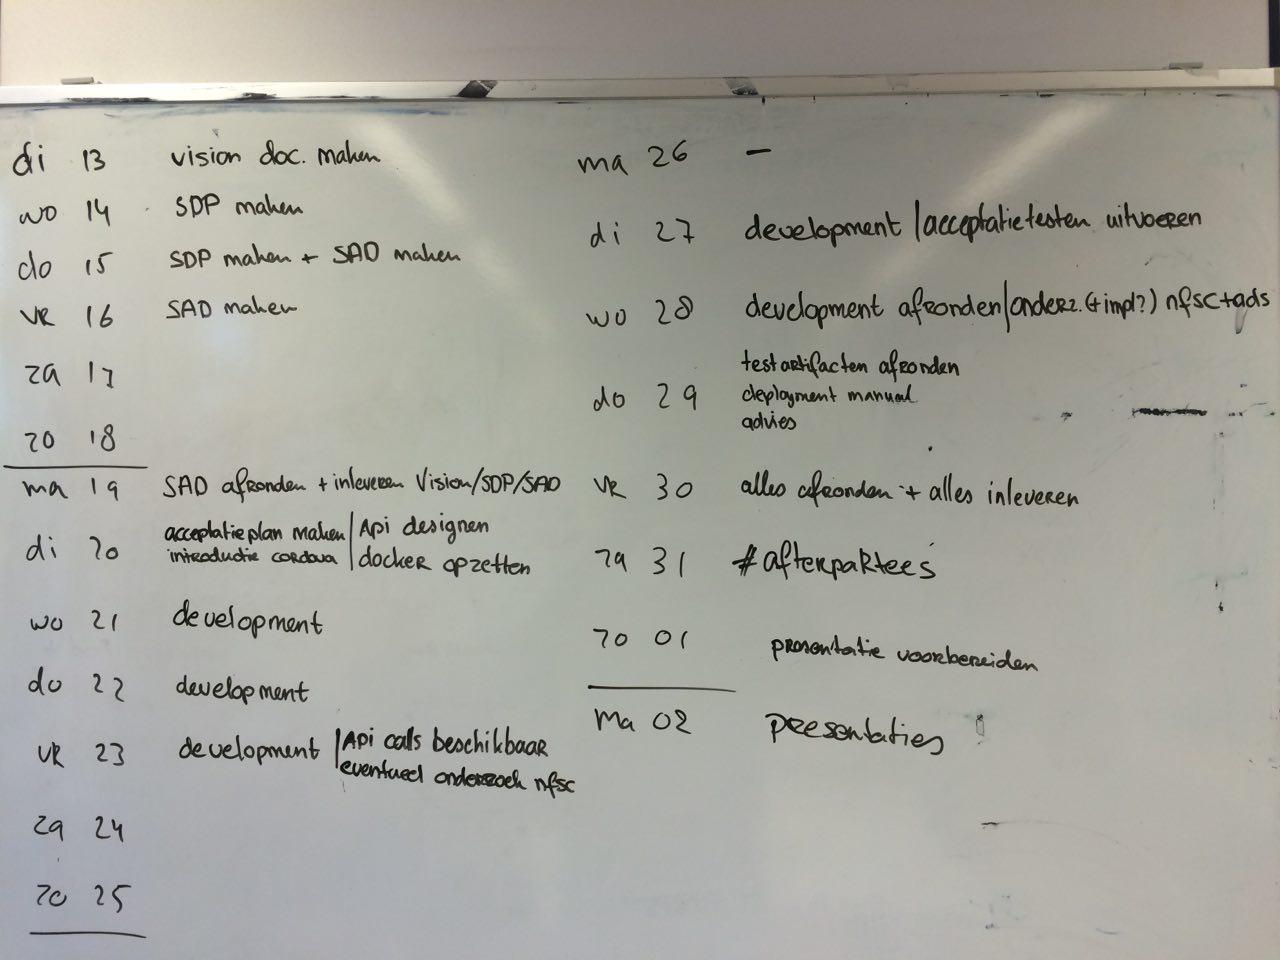 di 13 vision doc. maken
wo 14 SDP maken
do 15 SDP maken + SAD maken
VR 16 SAD maken
za 17
zo 18
ma 19 SAD afronden + inleveren Vision/SDP/SAD
di 20 acceptatieplan maken | Api designen
introductie cordova | docker opzetten
wo 21 development
do 22 development
VR 23 development | Api calls beschikbaar
eventueel onderzoek nfsc
za 24
zo 25
ma 26 —
di 27 development | acceptatietesten uitvoeren
wo 28 development afronden | onderz. (+ impl?) nfsc + ads
testartifacten afronden
do 29 deployment manual
advies
VR 30 alles afronden + alles inleveren
za 31 #afterpartees
zo 01 presentatie voorbereiden
ma 02 presentaties